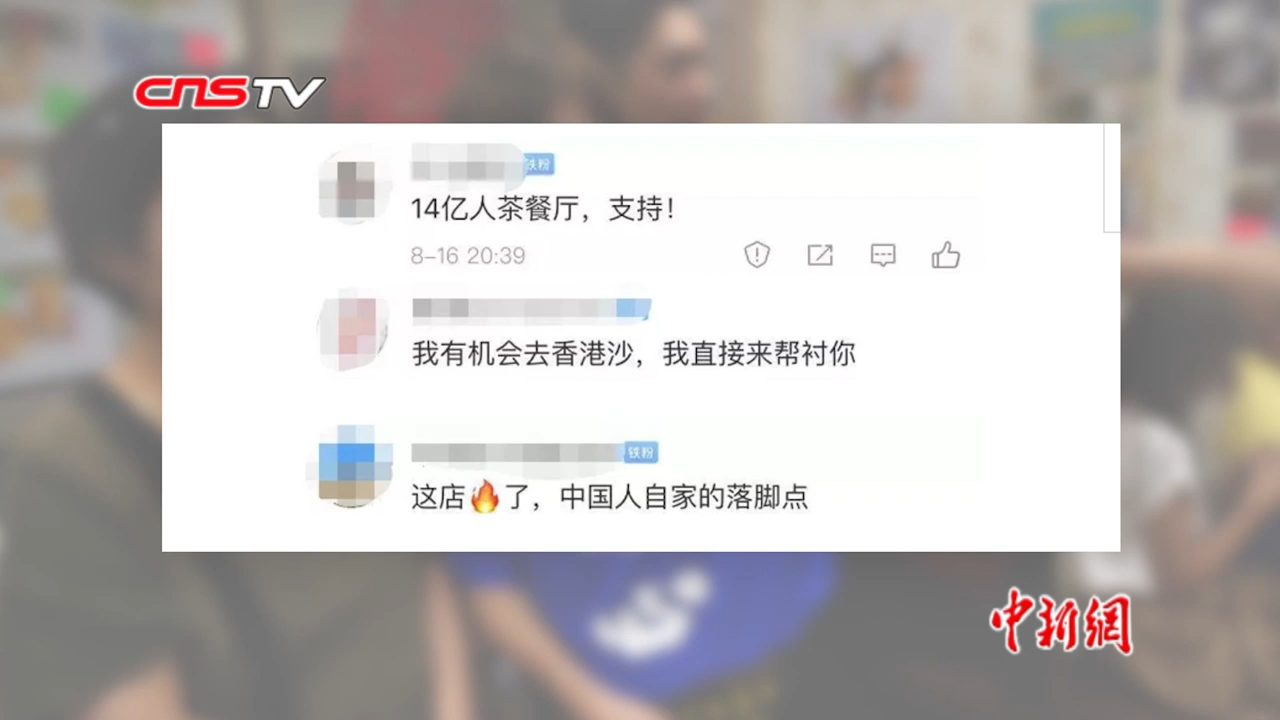 CNSTV
铁粉
14亿人茶餐厅，支持！
8-16 20:39
我有机会去香港沙，我直接来帮衬你
铁粉
这店🔥了，中国人自家的落脚点
中新網